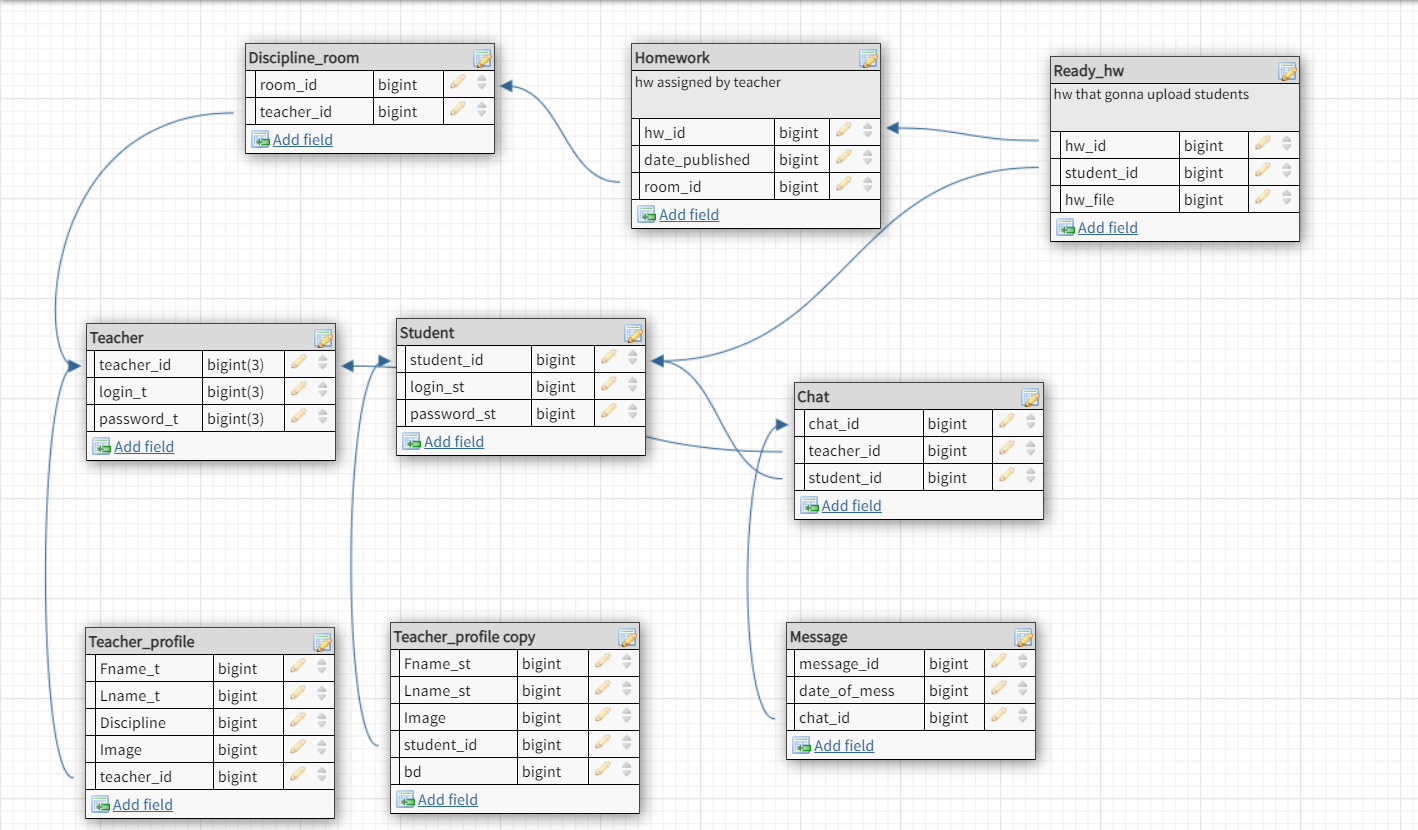 Discipline_room
room_id bigint
teacher_id bigint
Add field
Homework
hw assigned by teacher
hw_id bigint
date_published bigint
room_id bigint
Add field
Ready_hw
hw that gonna upload students
hw_id bigint
student_id bigint
hw_file bigint
Add field
Teacher
teacher_id bigint(3)
login_t bigint(3)
password_t bigint(3)
Add field
Student
student_id bigint
login_st bigint
password_st bigint
Add field
Chat
chat_id bigint
teacher_id bigint
student_id bigint
Add field
Teacher_profile
Fname_t bigint
Lname_t bigint
Discipline bigint
Image bigint
teacher_id bigint
Add field
Teacher_profile copy
Fname_st bigint
Lname_st bigint
Image bigint
student_id bigint
bd bigint
Add field
Message
message_id bigint
date_of_mess bigint
chat_id bigint
Add field